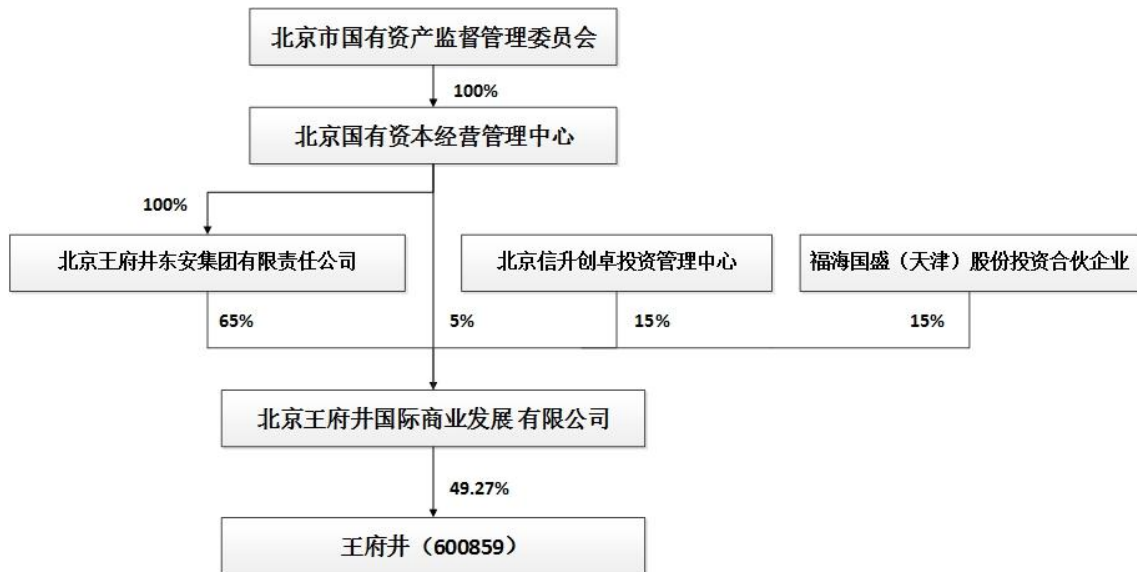 北京市国有资产监督管理委员会
100%
北京国有资本经营管理中心
100%
北京王府井东安集团有限责任公司
北京信升创卓投资管理中心
福海国盛（天津）股份投资合伙企业
65%
5%
15%
15%
北京王府井国际商业发展有限公司
49.27%
王府井（600859）